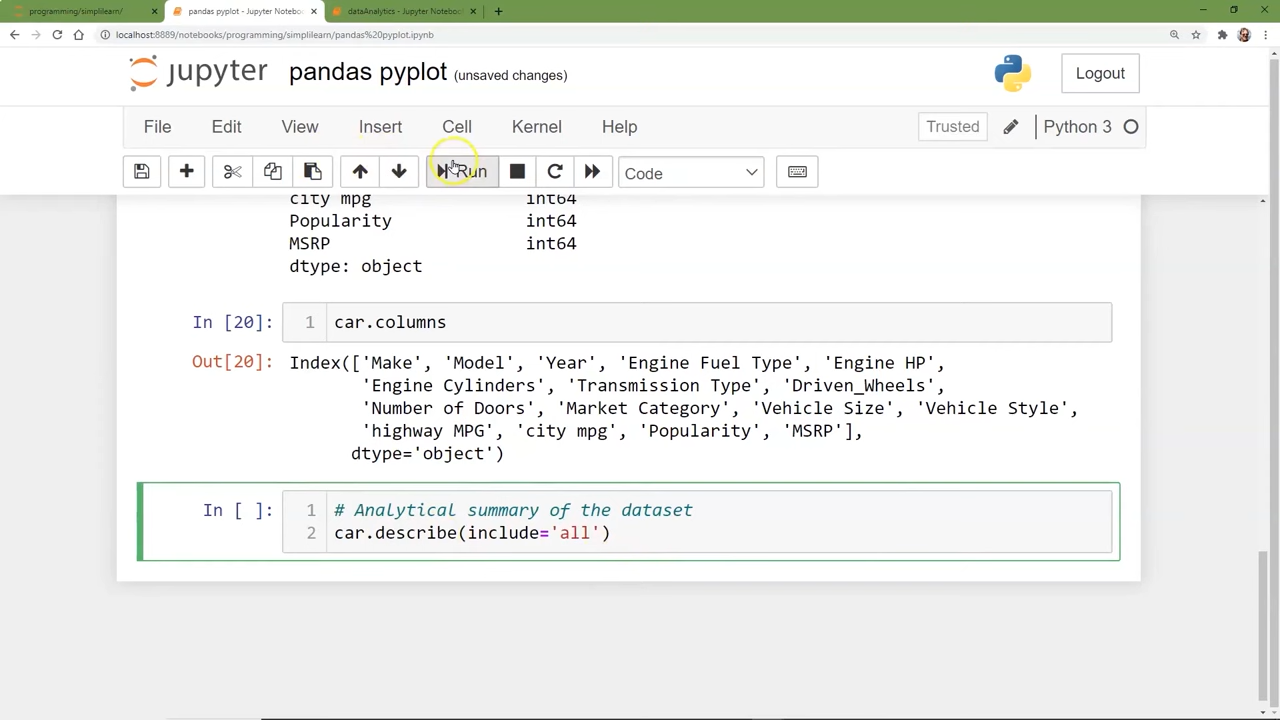 programming/simplilearn/
pandas pyplot - Jupyter Noteboo
dataAnalytics - Jupyter Notebook
localhost:8889/notebooks/programming/simplilearn/pandas%20pyplot.ipynb
jupyter pandas pyplot (unsaved changes)
Logout
File Edit View Insert Cell Kernel Help Trusted Python 3
Run Code
city mpg int64
Popularity int64
MSRP int64
dtype: object
In [20]: 1 car.columns
Out[20]: Index(['Make', 'Model', 'Year', 'Engine Fuel Type', 'Engine HP',
'Engine Cylinders', 'Transmission Type', 'Driven_Wheels',
'Number of Doors', 'Market Category', 'Vehicle Size', 'Vehicle Style',
'highway MPG', 'city mpg', 'Popularity', 'MSRP'],
dtype='object')
In [ ]: 1 # Analytical summary of the dataset
2 car.describe(include='all')